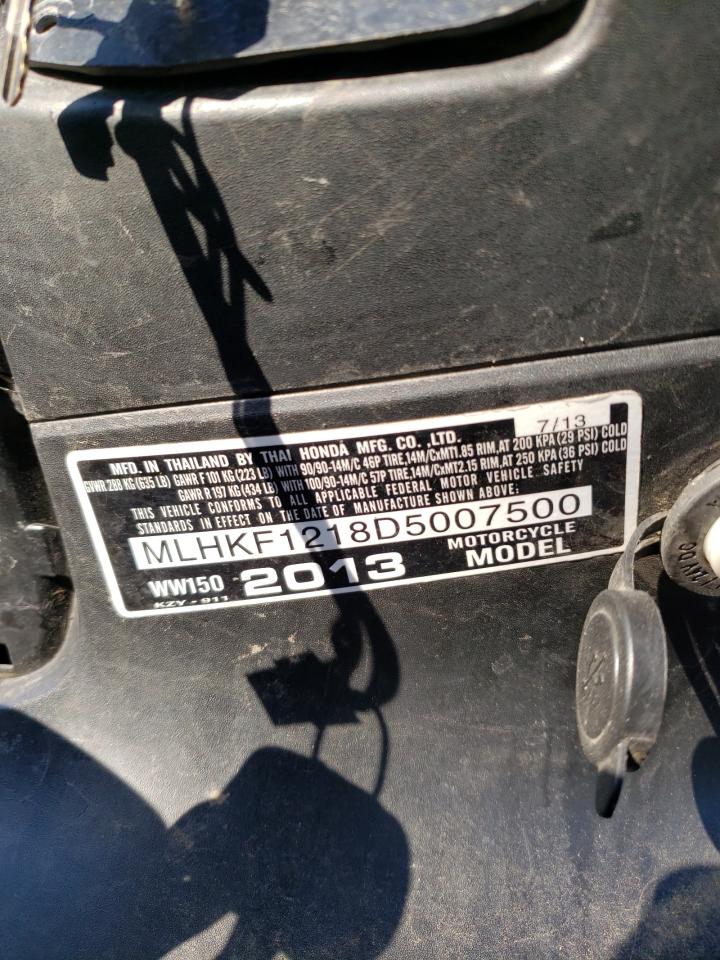 7/13
MFD. IN THAILAND BY THAI HONDA MFG. CO. ,LTD.
GVWR 288 KG (635 LB) GAWR F 101 KG (223 LB) WITH 90/90-14M/C 46P TIRE,14M/CxMT1.85 RIM,AT 200 KPA (29 PSI) COLD
GAWR R 197 KG (434 LB) WITH 100/90-14M/C 57P TIRE,14M/CxMT2.15 RIM,AT 250 KPA (36 PSI) COLD
THIS VEHICLE CONFORMS TO ALL APPLICABLE FEDERAL MOTOR VEHICLE SAFETY
STANDARDS IN EFFECT ON THE DATE OF MANUFACTURE SHOWN ABOVE:
MLHKF1218D5007500
WW150 2013 MOTORCYCLE MODEL
KZY - 911